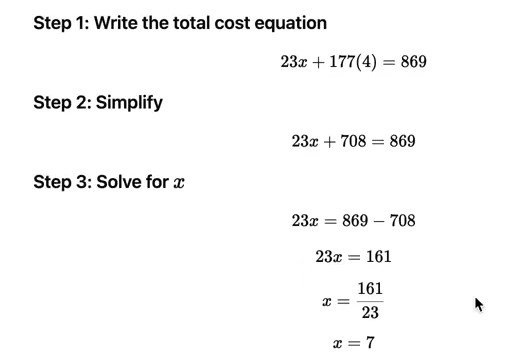 Step 1: Write the total cost equation
23x + 177(4) = 869
Step 2: Simplify
23x + 708 = 869
Step 3: Solve for x
23x = 869 − 708
23x = 161
x = 161/23
x = 7